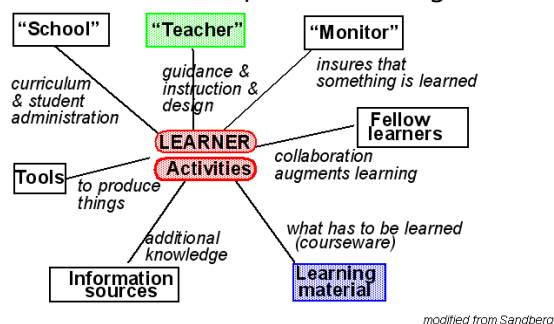 “School”
“Teacher”
“Monitor”
curriculum
& student
administration
guidance &
instruction &
design
insures that
something is learned
Fellow
learners
LEARNER
Activities
collaboration
augments learning
Tools
to produce
things
additional
knowledge
what has to be learned
(courseware)
Information
sources
Learning
material
modified from Sandberg